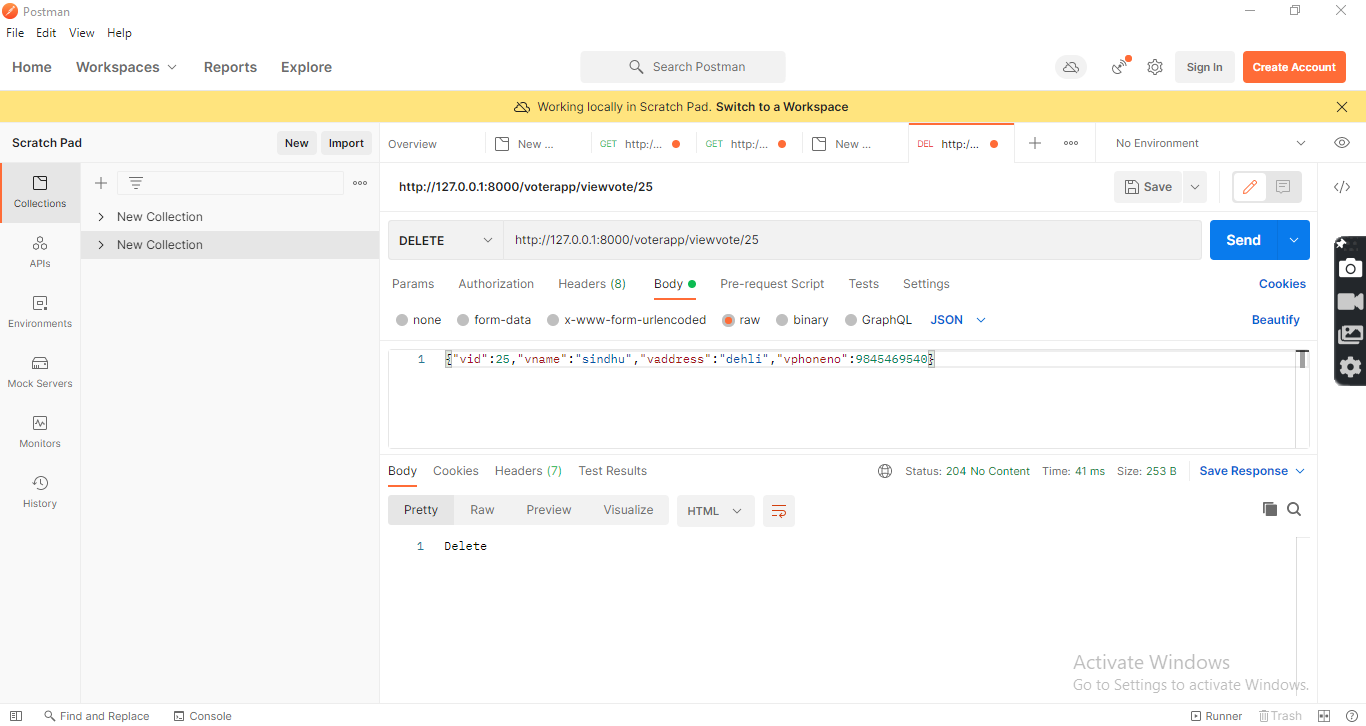 Postman
File Edit View Help
Home Workspaces Reports Explore Search Postman Sign In Create Account
Working locally in Scratch Pad. Switch to a Workspace
Scratch Pad New Import Overview New ... GET http:/... GET http:/... New ... DEL http:/... No Environment
Collections
APIs
Environments
Mock Servers
Monitors
History
New Collection
New Collection
http://127.0.0.1:8000/voterapp/viewvote/25 Save
DELETE http://127.0.0.1:8000/voterapp/viewvote/25 Send
Params Authorization Headers (8) Body Pre-request Script Tests Settings Cookies
none form-data x-www-form-urlencoded raw binary GraphQL JSON Beautify
1 {"vid":25,"vname":"sindhu","vaddress":"dehli","vphoneno":9845469540}
Body Cookies Headers (7) Test Results Status: 204 No Content Time: 41 ms Size: 253 B Save Response
Pretty Raw Preview Visualize HTML
1 Delete
Activate Windows
Go to Settings to activate Windows.
Find and Replace Console Runner Trash